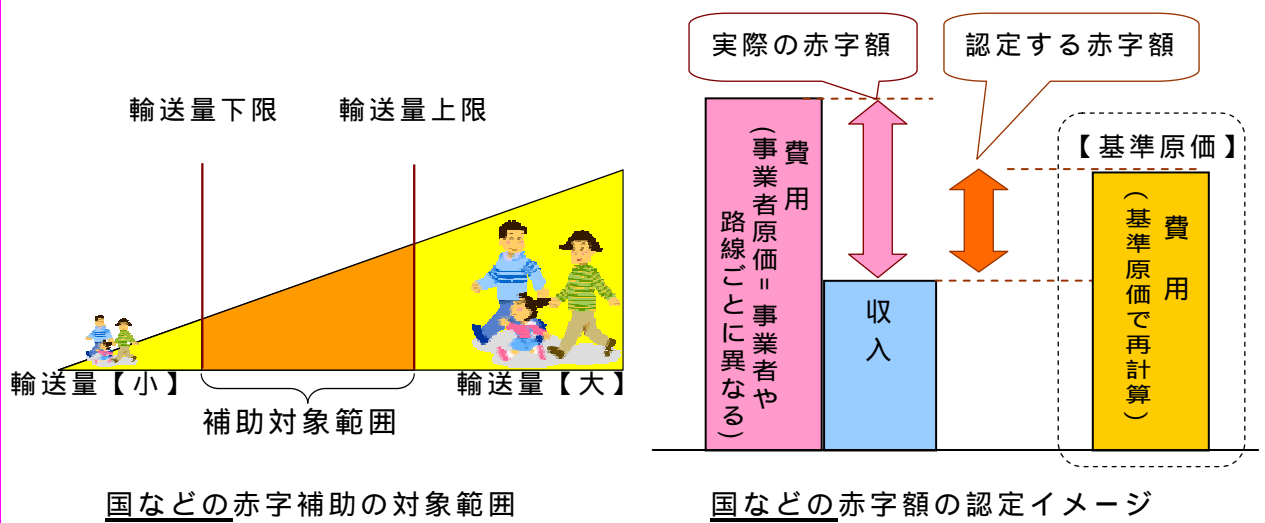 輸送量下限
輸送量上限
輸送量【小】
輸送量【大】
補助対象範囲
国などの赤字補助の対象範囲
実際の赤字額
認定する赤字額
費用
(事業者原価=事業者や
路線ごとに異なる)
収入
【基準原価】
費用
(基準原価で再計算)
国などの赤字額の認定イメージ